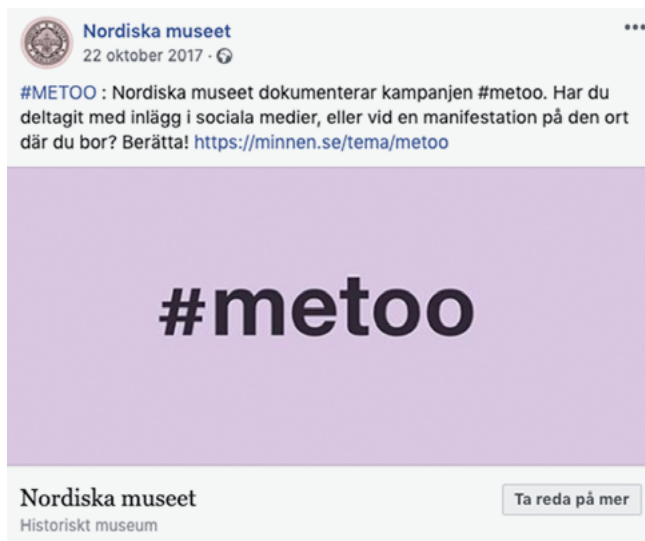 Nordiska museet
22 oktober 2017 ·
#METOO : Nordiska museet dokumenterar kampanjen #metoo. Har du
deltagit med inlägg i sociala medier, eller vid en manifestation på den ort
där du bor? Berätta! https://minnen.se/tema/metoo
#metoo
Nordiska museet
Ta reda på mer
Historiskt museum